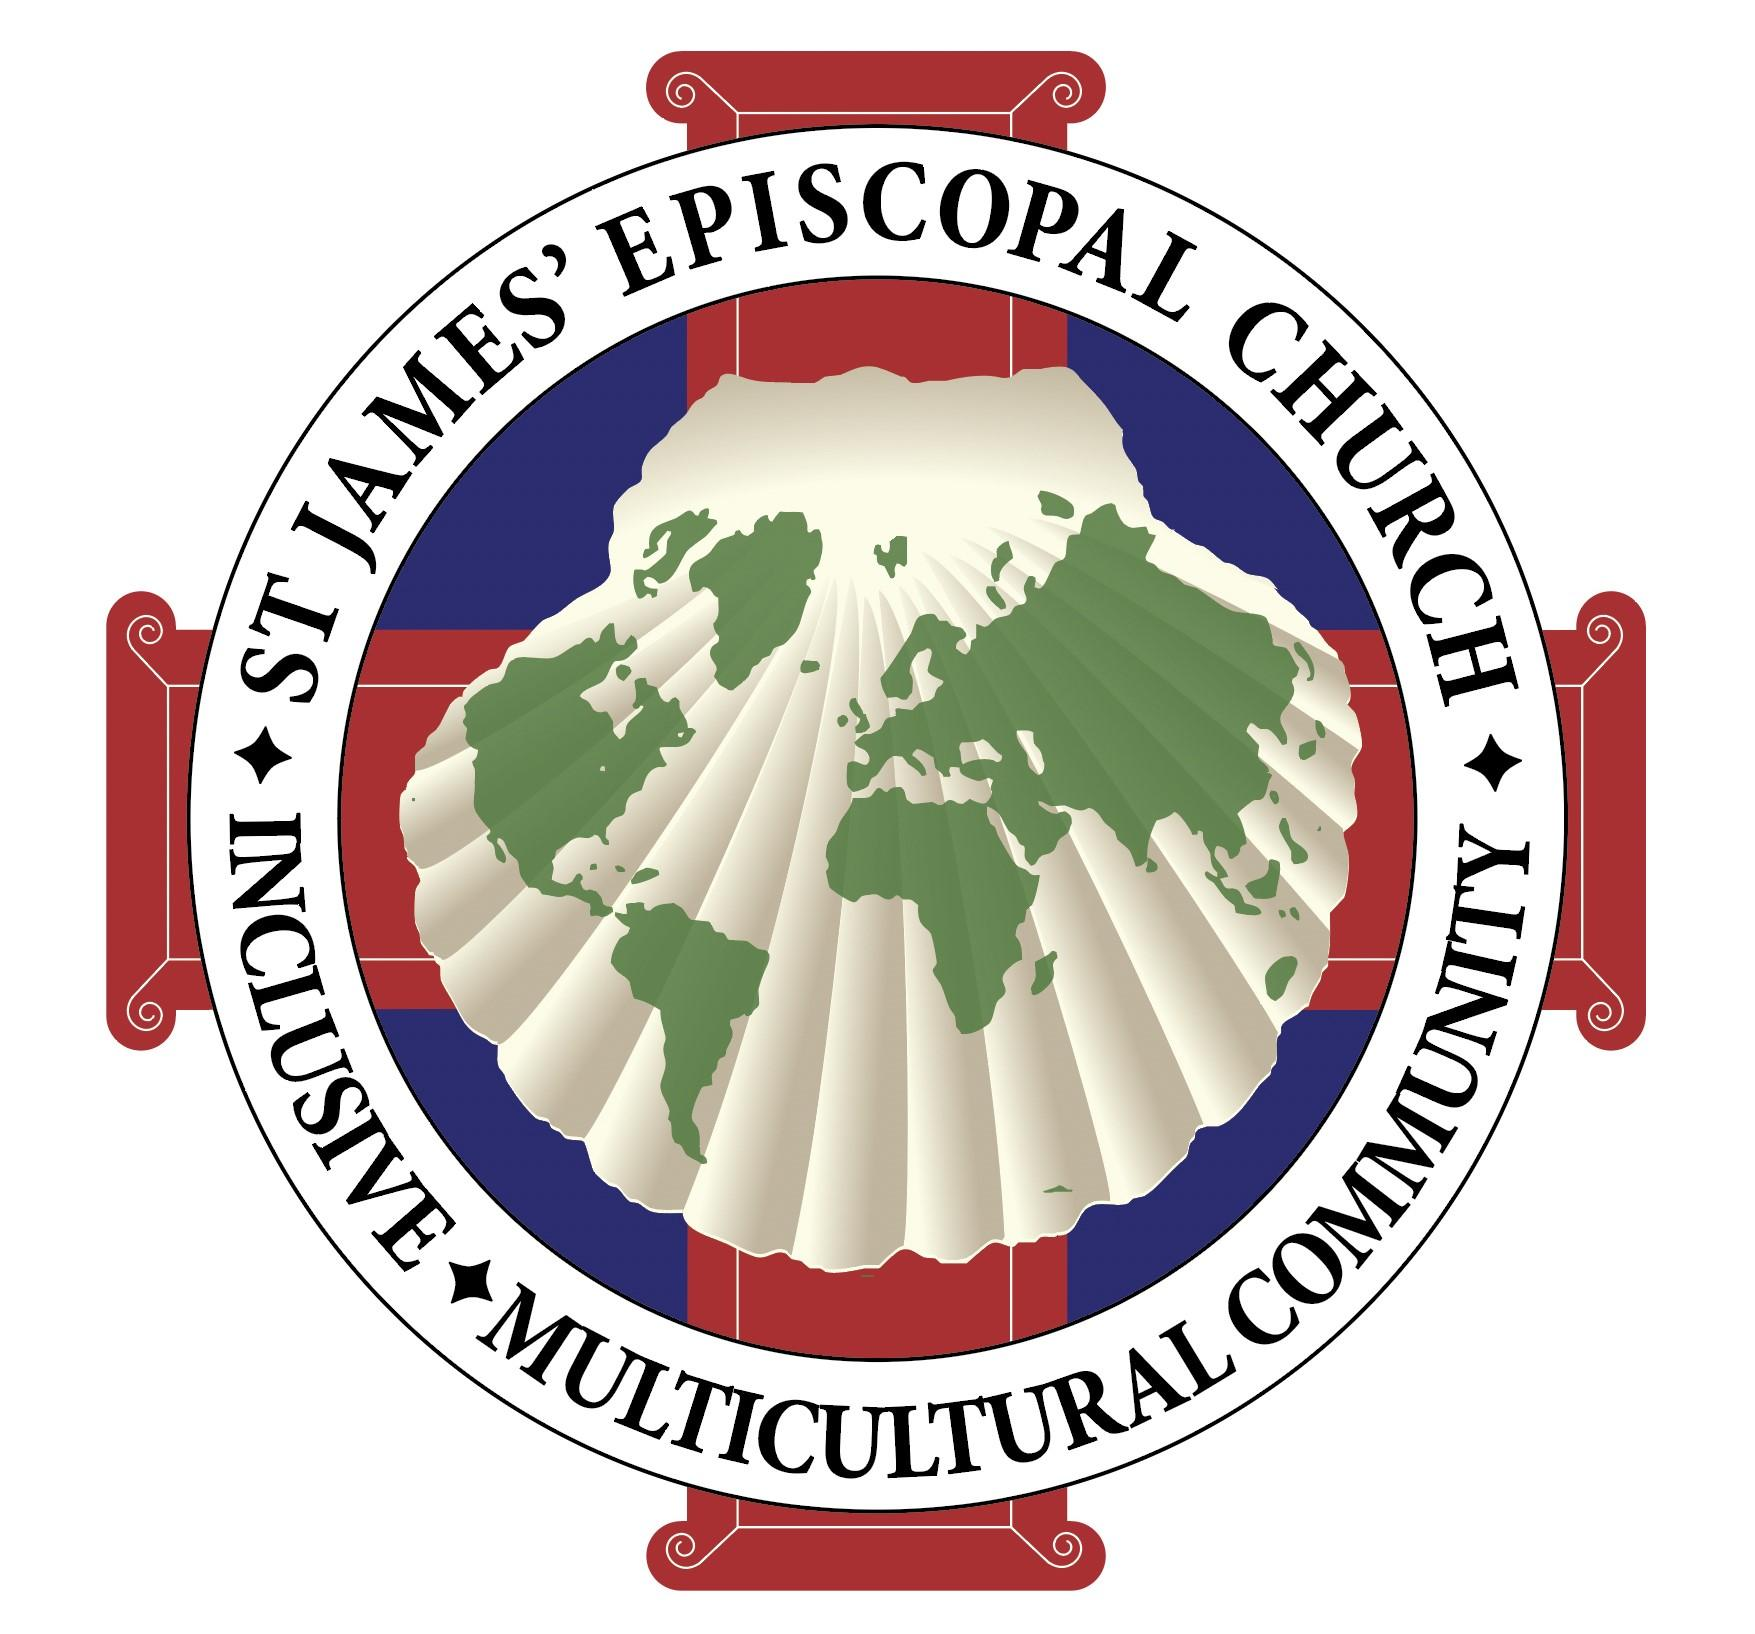 ST JAMES’ EPISCOPAL CHURCH
✦ INCLUSIVE ✦ MULTICULTURAL COMMUNITY ✦